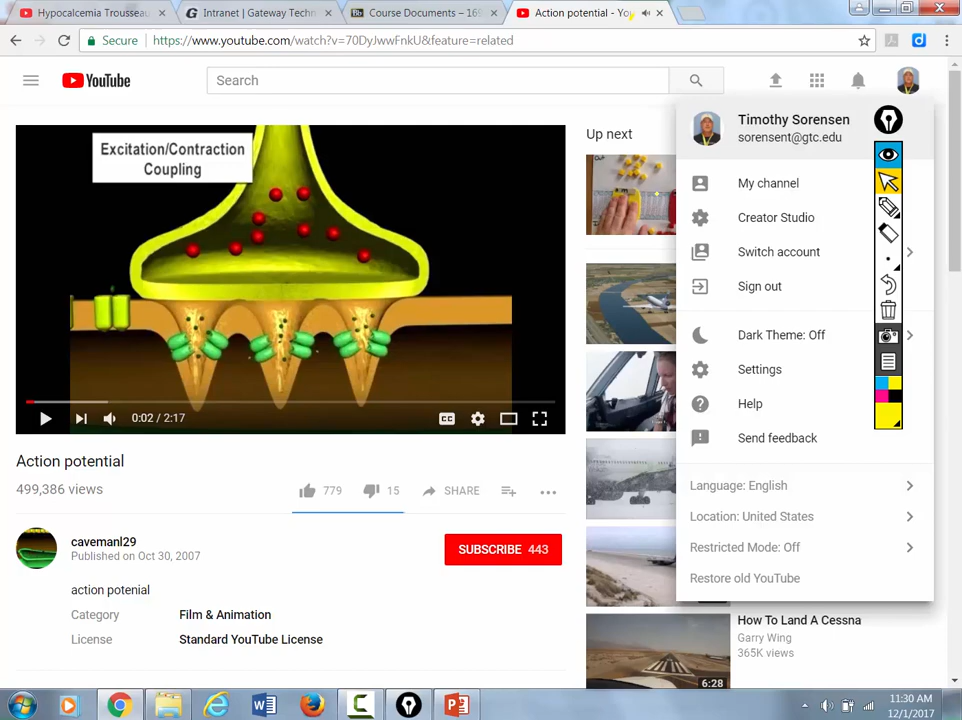 Hypocalcemia Trousseau
Intranet | Gateway Techn
Course Documents – 169
Action potential - You
Secure
https://www.youtube.com/watch?v=70DyJwwFnkU&feature=related
YouTube
Search
Excitation/Contraction
Coupling
0:02 / 2:17
CC
Action potential
499,386 views
779
15
SHARE
cavemanl29
Published on Oct 30, 2007
SUBSCRIBE 443
action potenial
Category Film & Animation
License Standard YouTube License
Up next
Timothy Sorensen
sorensent@gtc.edu
My channel
Creator Studio
Switch account
Sign out
Dark Theme: Off
Settings
Help
Send feedback
Language: English
Location: United States
Restricted Mode: Off
Restore old YouTube
How To Land A Cessna
Garry Wing
365K views
6:28
11:30 AM
12/1/2017